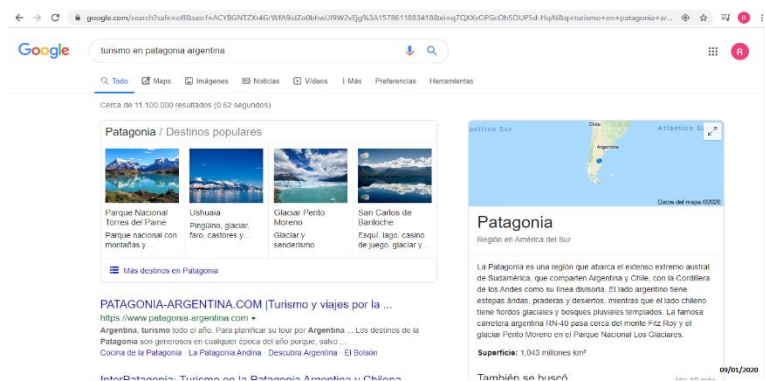 google.com/search?safe=off&sxsrf=
Google
turismo en patagonia argentina
R
R
Todo Maps Imágenes Noticias Vídeos Más Preferencias Herramientas
Cerca de 11.100.000 resultados (0.62 segundos)
Patagonia / Destinos populares
Parque Nacional Torres del Paine
Parque nacional con montañas y...
Ushuaia
Pingüino, glaciar, faro, castores y...
Glaciar Perito Moreno
Glaciar y senderismo
San Carlos de Bariloche
Esquí, lago, casino de juego, glaciar y...
Más destinos en Patagonia
PATAGONIA-ARGENTINA.COM |Turismo y viajes por la ...
https://www.patagonia-argentina.com
Argentina, turismo todo el año. Para planificar su tour por Argentina ... Los destinos de la
Patagonia son generosos en cualquier época del año porque, salvo ...
Cocina de la Patagonia · La Patagonia Andina · Descubra Argentina · El Bolsón
InterPatagonia: Turismo en la Patagonia Argentina y Chilena
Chile
Argentina
Datos del mapa ©2020
Patagonia
Región en América del Sur
La Patagonia es una región que abarca el extenso extremo austral
de Sudamérica, que comparten Argentina y Chile, con la Cordillera
de los Andes como su línea divisoria. El lado argentino tiene
estepas áridas, praderas y desiertos, mientras que el lado chileno
tiene fiordos glaciales y bosques pluviales templados. La famosa
carretera argentina RN-40 pasa cerca del monte Fitz Roy y el
glaciar Perito Moreno en el Parque Nacional Los Glaciares.
Superficie: 1,043 millones km²
También se buscó
09/01/2020